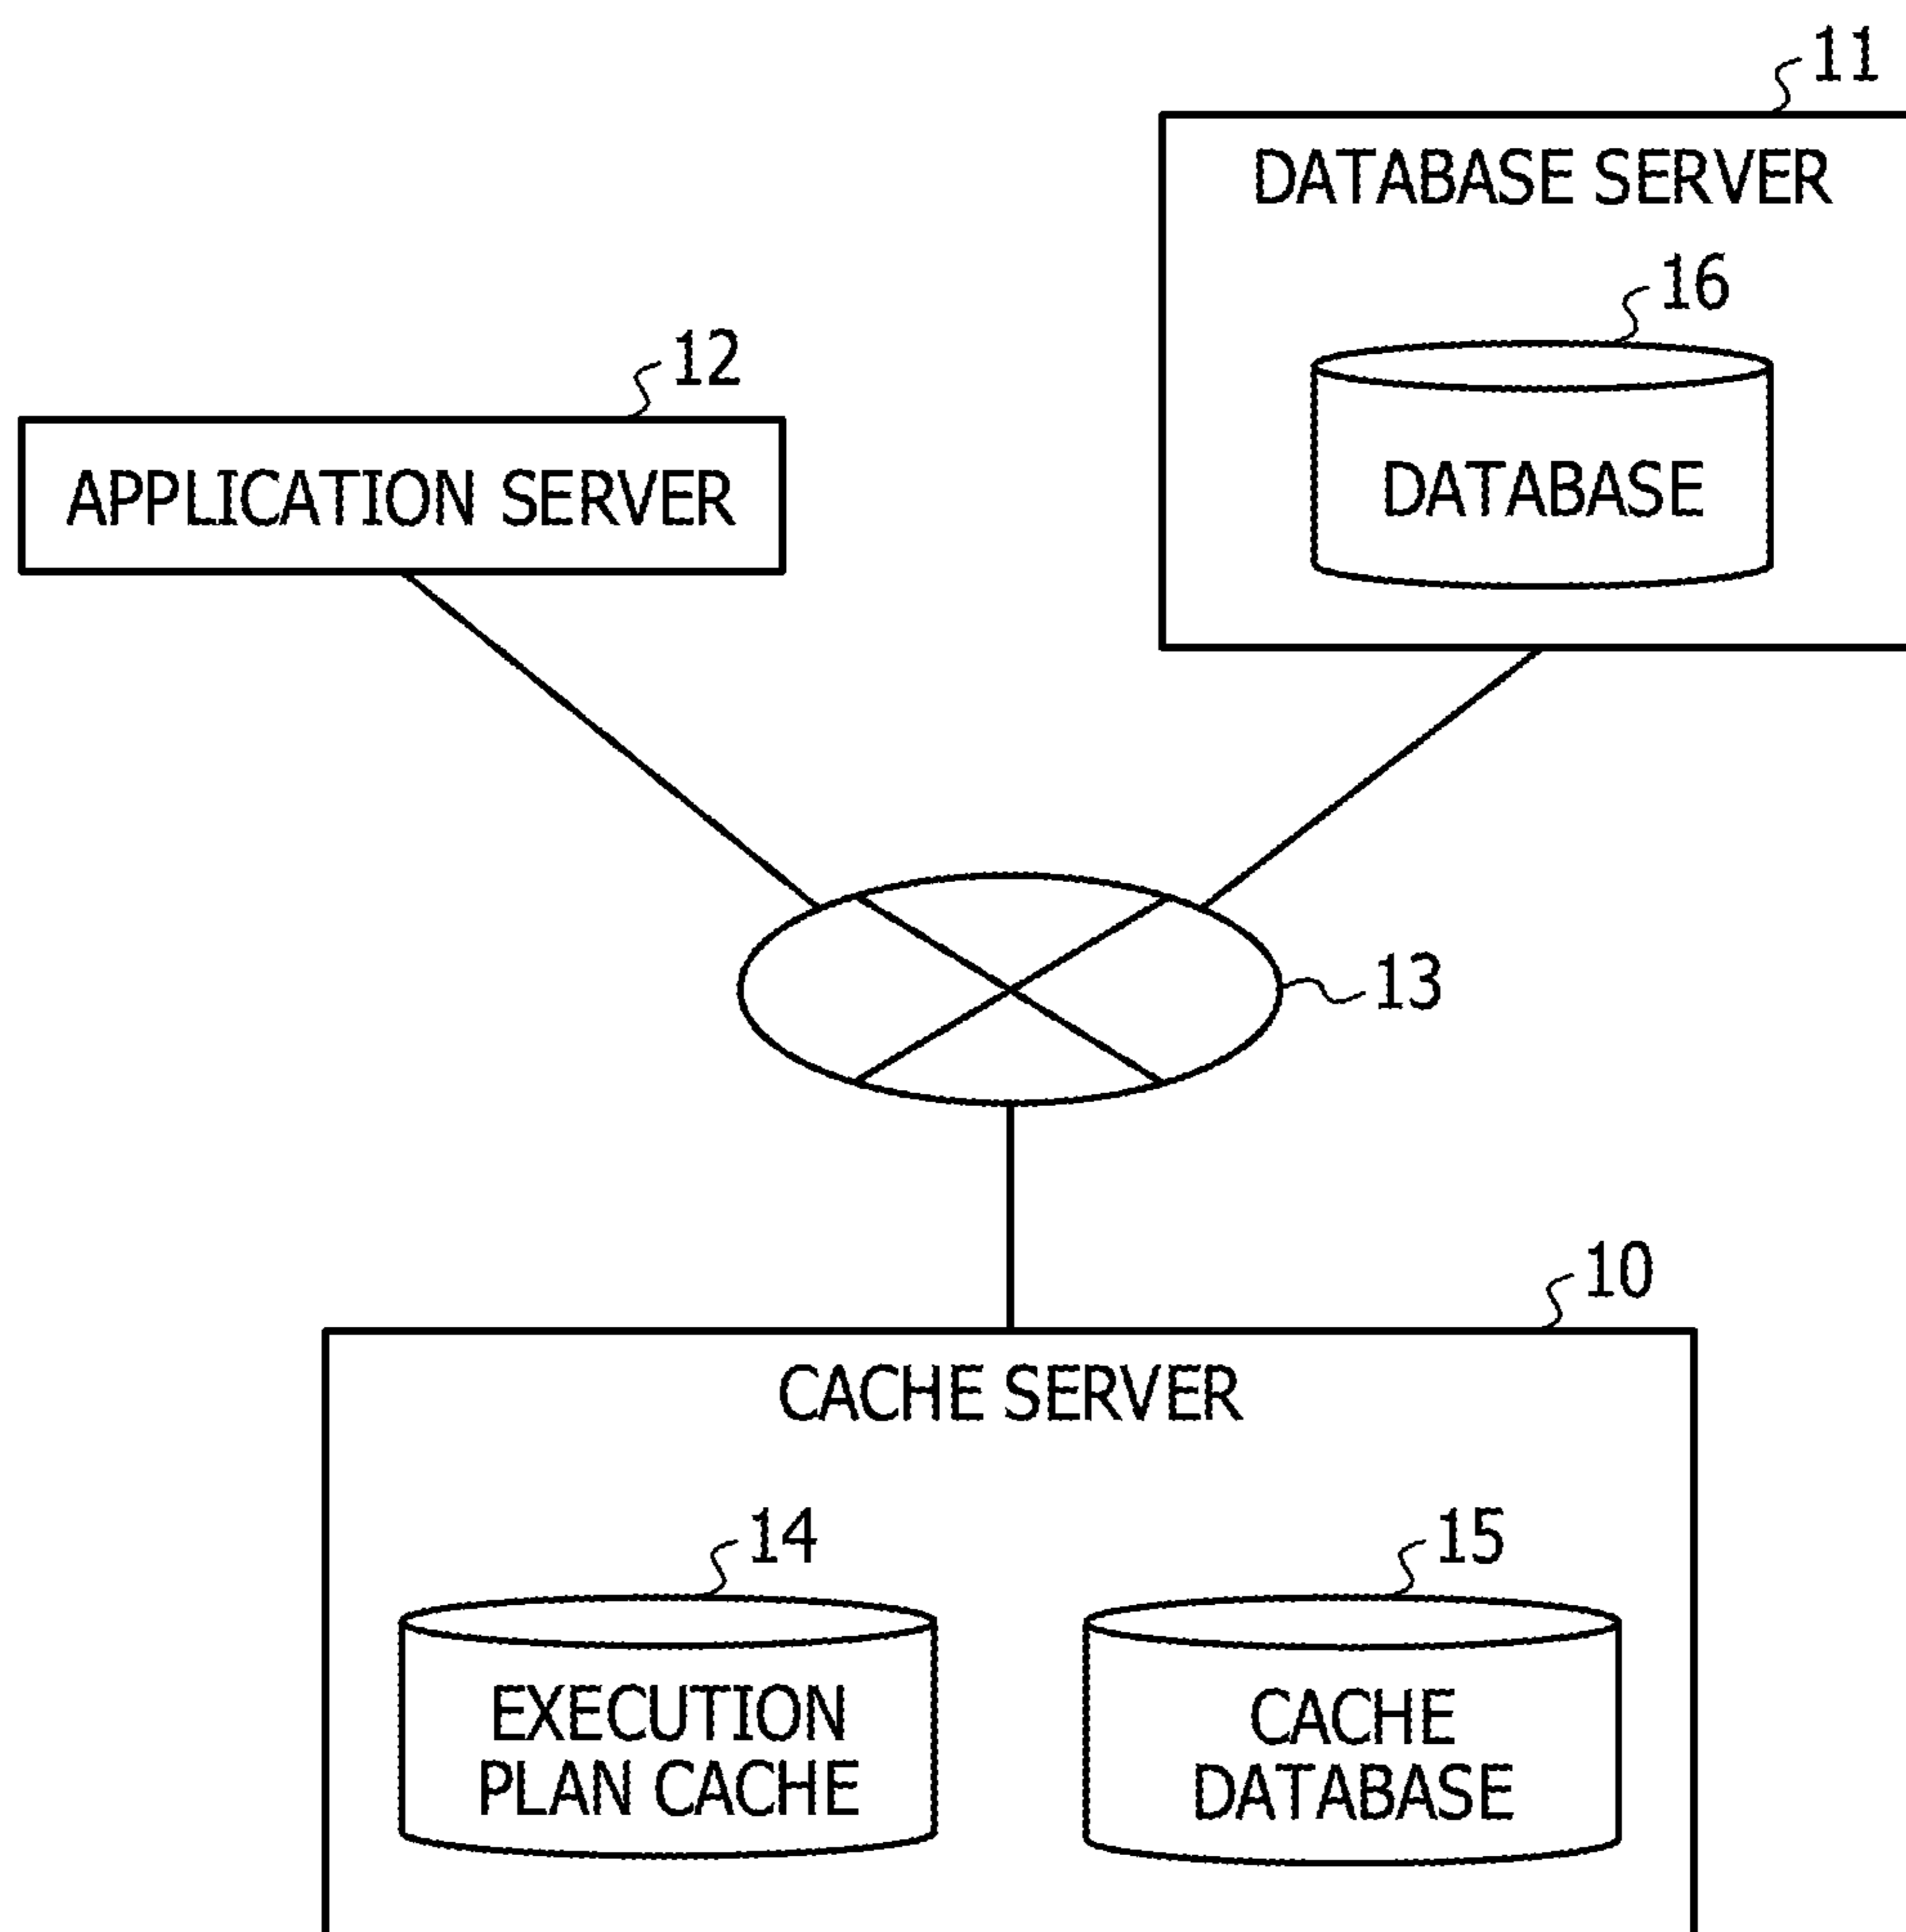 11
DATABASE SERVER
16
DATABASE
12
APPLICATION SERVER
13
10
CACHE SERVER
14
EXECUTION
PLAN CACHE
15
CACHE
DATABASE